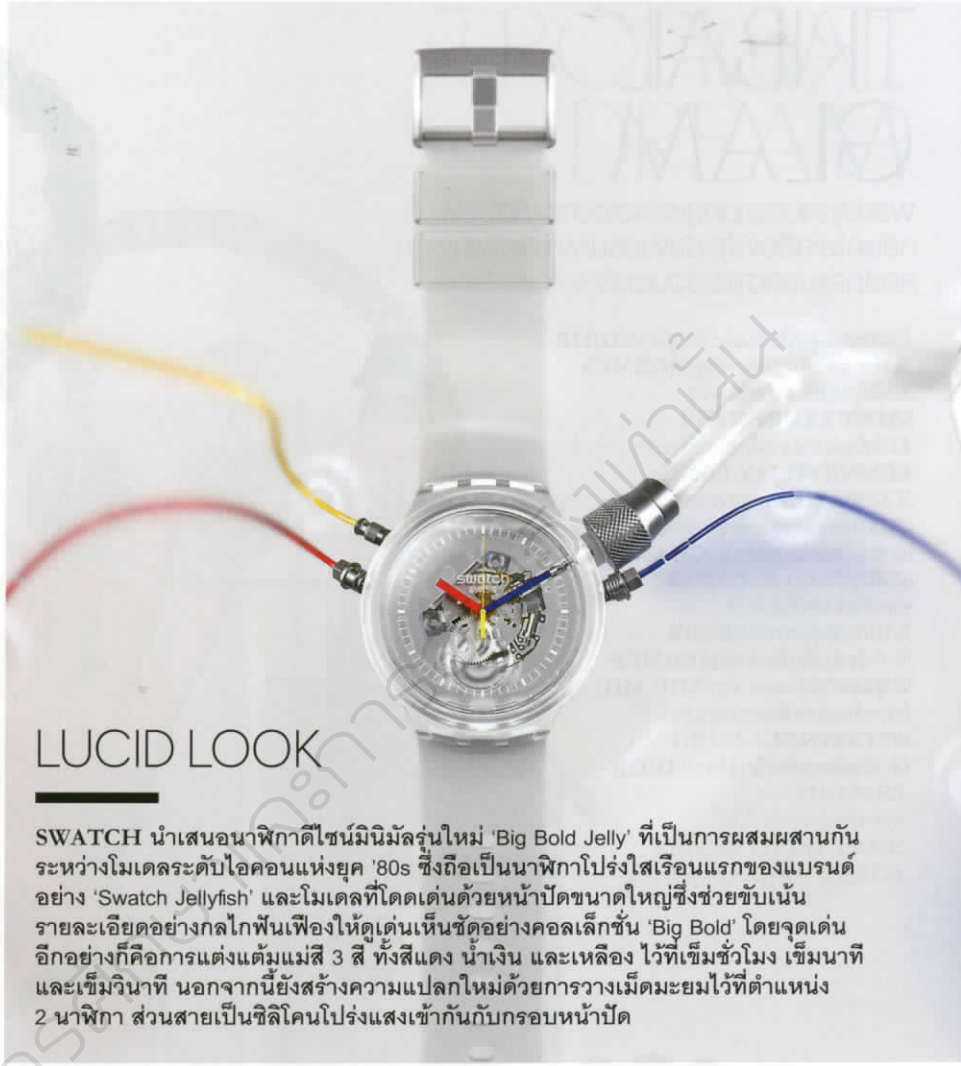 swatch
SWISS
LUCID LOOK
SWATCH นำเสนอนาฬิกาดีไซน์มินิมัลรุ่นใหม่ ‘Big Bold Jelly’ ที่เป็นการผสมผสานกัน
ระหว่างโมเดลระดับไอคอนแห่งยุค ’80s ซึ่งถือเป็นนาฬิกาโปร่งใสเรือนแรกของแบรนด์
อย่าง ‘Swatch Jellyfish’ และโมเดลที่โดดเด่นด้วยหน้าปัดขนาดใหญ่ซึ่งช่วยขับเน้น
รายละเอียดอย่างกลไกฟันเฟืองให้ดูเด่นเห็นชัดอย่างคอลเล็กชั่น ‘Big Bold’ โดยจุดเด่น
อีกอย่างก็คือการแต่งแต้มแม่สี 3 สี ทั้งสีแดง น้ำเงิน และเหลือง ไว้ที่เข็มชั่วโมง เข็มนาที
และเข็มวินาที นอกจากนี้ยังสร้างความแปลกใหม่ด้วยการวางเม็ดมะยมไว้ที่ตำแหน่ง
2 นาฬิกา ส่วนสายเป็นซิลิโคนโปร่งแสงเข้ากันกับกรอบหน้าปัด